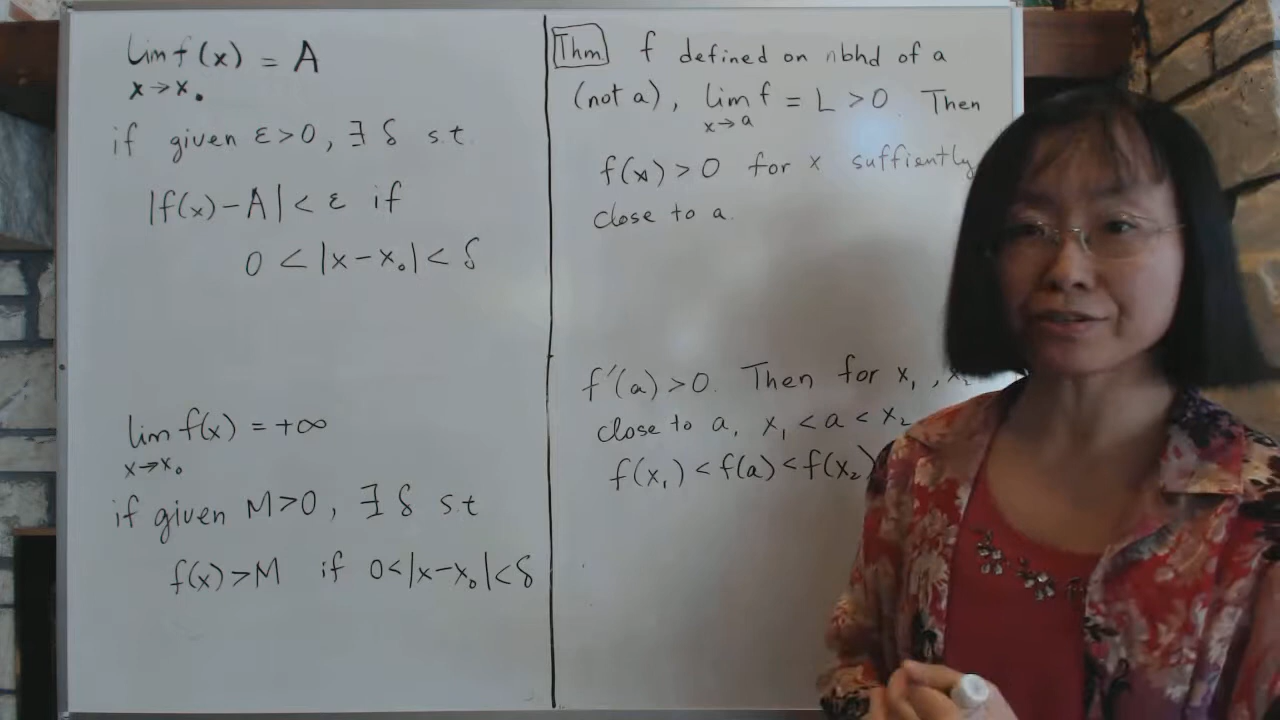 lim f(x) = A
x→x₀
if given ε>0, ∃ δ s.t
|f(x)-A| < ε if
0 < |x-x₀| < δ
lim f(x) = +∞
x→x₀
if given M>0, ∃ δ s.t
f(x)>M if 0<|x-x₀|<δ
Thm f defined on nbhd of a
(not a), lim f = L > 0 Then
x→a
f(x) > 0 for x suffiently
close to a.
f'(a) > 0. Then for x₁, x₂
close to a, x₁ < a < x₂
f(x₁) < f(a) < f(x₂)